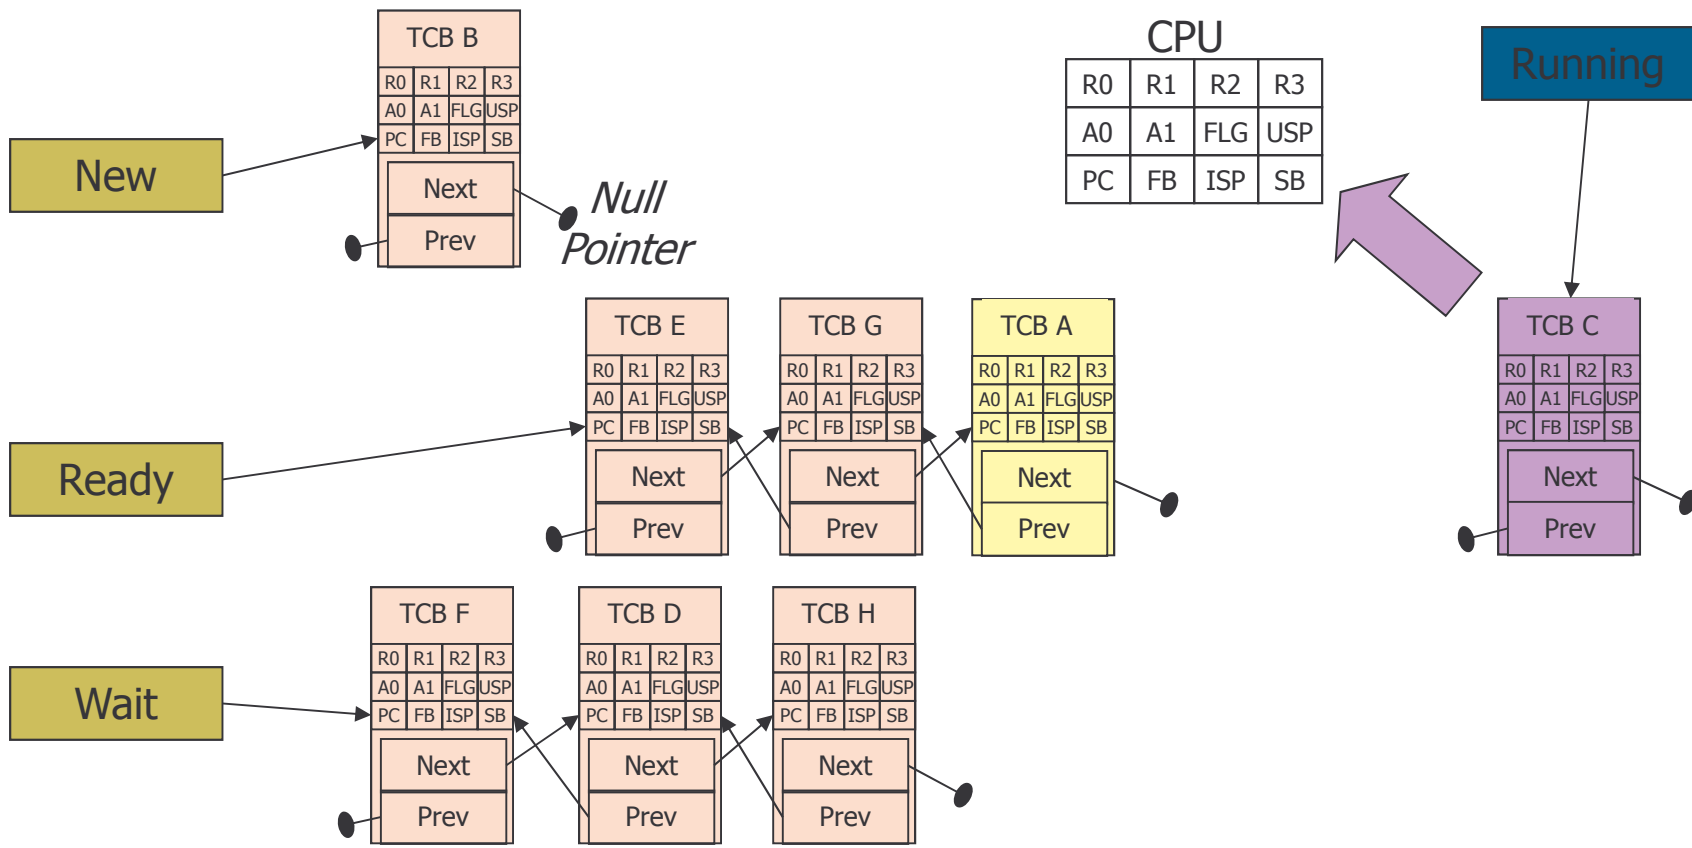 TCB B
R0 R1 R2 R3
A0 A1 FLG USP
PC FB ISP SB
Next
Prev
New
Null
Pointer
CPU
R0 R1 R2 R3
A0 A1 FLG USP
PC FB ISP SB
Running
Ready
TCB E
R0 R1 R2 R3
A0 A1 FLG USP
PC FB ISP SB
Next
Prev
TCB G
R0 R1 R2 R3
A0 A1 FLG USP
PC FB ISP SB
Next
Prev
TCB A
R0 R1 R2 R3
A0 A1 FLG USP
PC FB ISP SB
Next
Prev
TCB C
R0 R1 R2 R3
A0 A1 FLG USP
PC FB ISP SB
Next
Prev
Wait
TCB F
R0 R1 R2 R3
A0 A1 FLG USP
PC FB ISP SB
Next
Prev
TCB D
R0 R1 R2 R3
A0 A1 FLG USP
PC FB ISP SB
Next
Prev
TCB H
R0 R1 R2 R3
A0 A1 FLG USP
PC FB ISP SB
Next
Prev